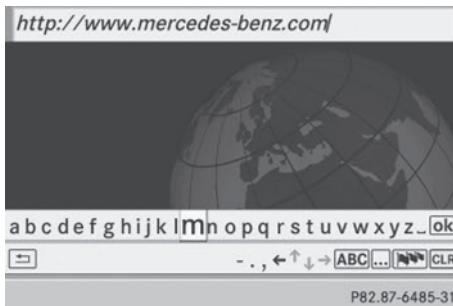 http://www.mercedes-benz.com
a b c d e f g h i j k l m n o p q r s t u v w x y z _ ok
- . , ← ↑ ↓ → ABC ... CLR
P82.87-6485-31